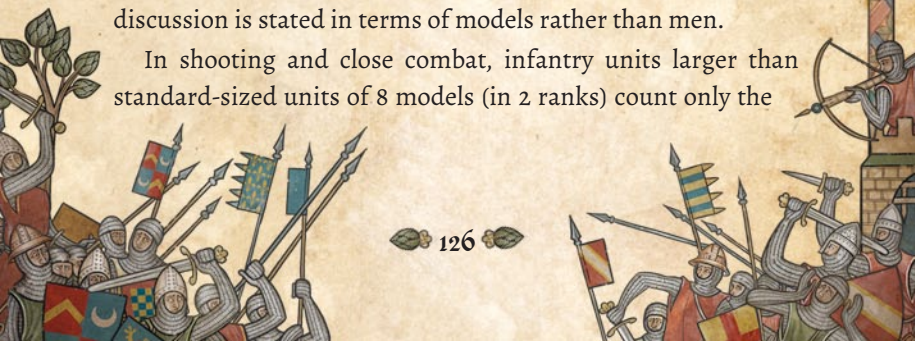 discussion is stated in terms of models rather than men.
In shooting and close combat, infantry units larger than
standard-sized units of 8 models (in 2 ranks) count only the
126